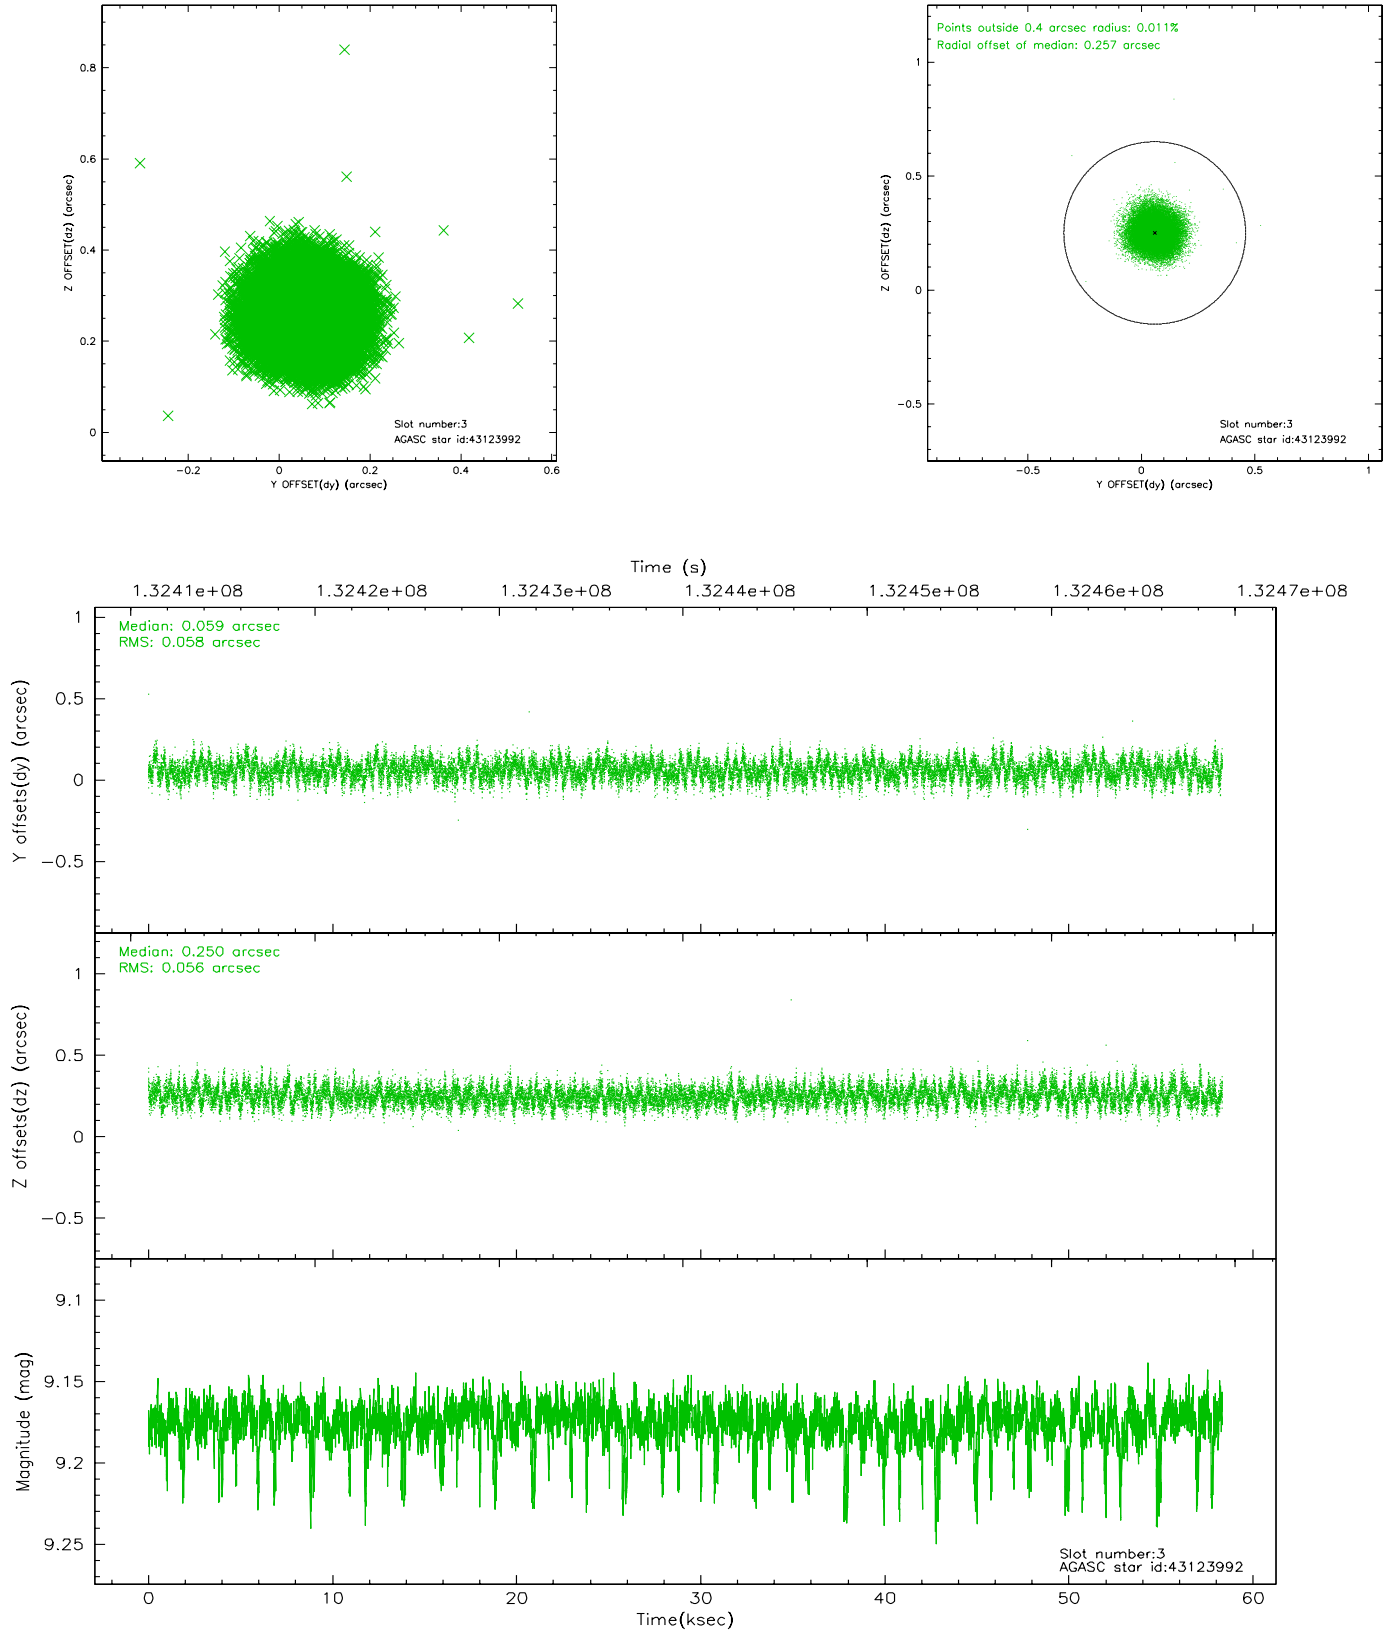 0.8
0.6
0.4
0.2
0
Z OFFSET(dz) (arcsec)
Slot number:3
AGASC star id:43123992
−0.2 0 0.2 0.4 0.6
Y OFFSET(dy) (arcsec)
Points outside 0.4 arcsec radius: 0.011%
Radial offset of median: 0.257 arcsec
1
0.5
0
−0.5
Z OFFSET(dz) (arcsec)
Slot number:3
AGASC star id:43123992
−0.5 0 0.5 1
Y OFFSET(dy) (arcsec)
Time (s)
1.3241e+08 1.3242e+08 1.3243e+08 1.3244e+08 1.3245e+08 1.3246e+08 1.3247e+08
Median: 0.059 arcsec
RMS: 0.058 arcsec
1
0.5
0
−0.5
Y offsets(dy) (arcsec)
Median: 0.250 arcsec
RMS: 0.056 arcsec
1
0.5
0
−0.5
Z offsets(dz) (arcsec)
9.1
9.15
9.2
9.25
Magnitude (mag)
Slot number:3
AGASC star id:43123992
0 10 20 30 40 50 60
Time(ksec)